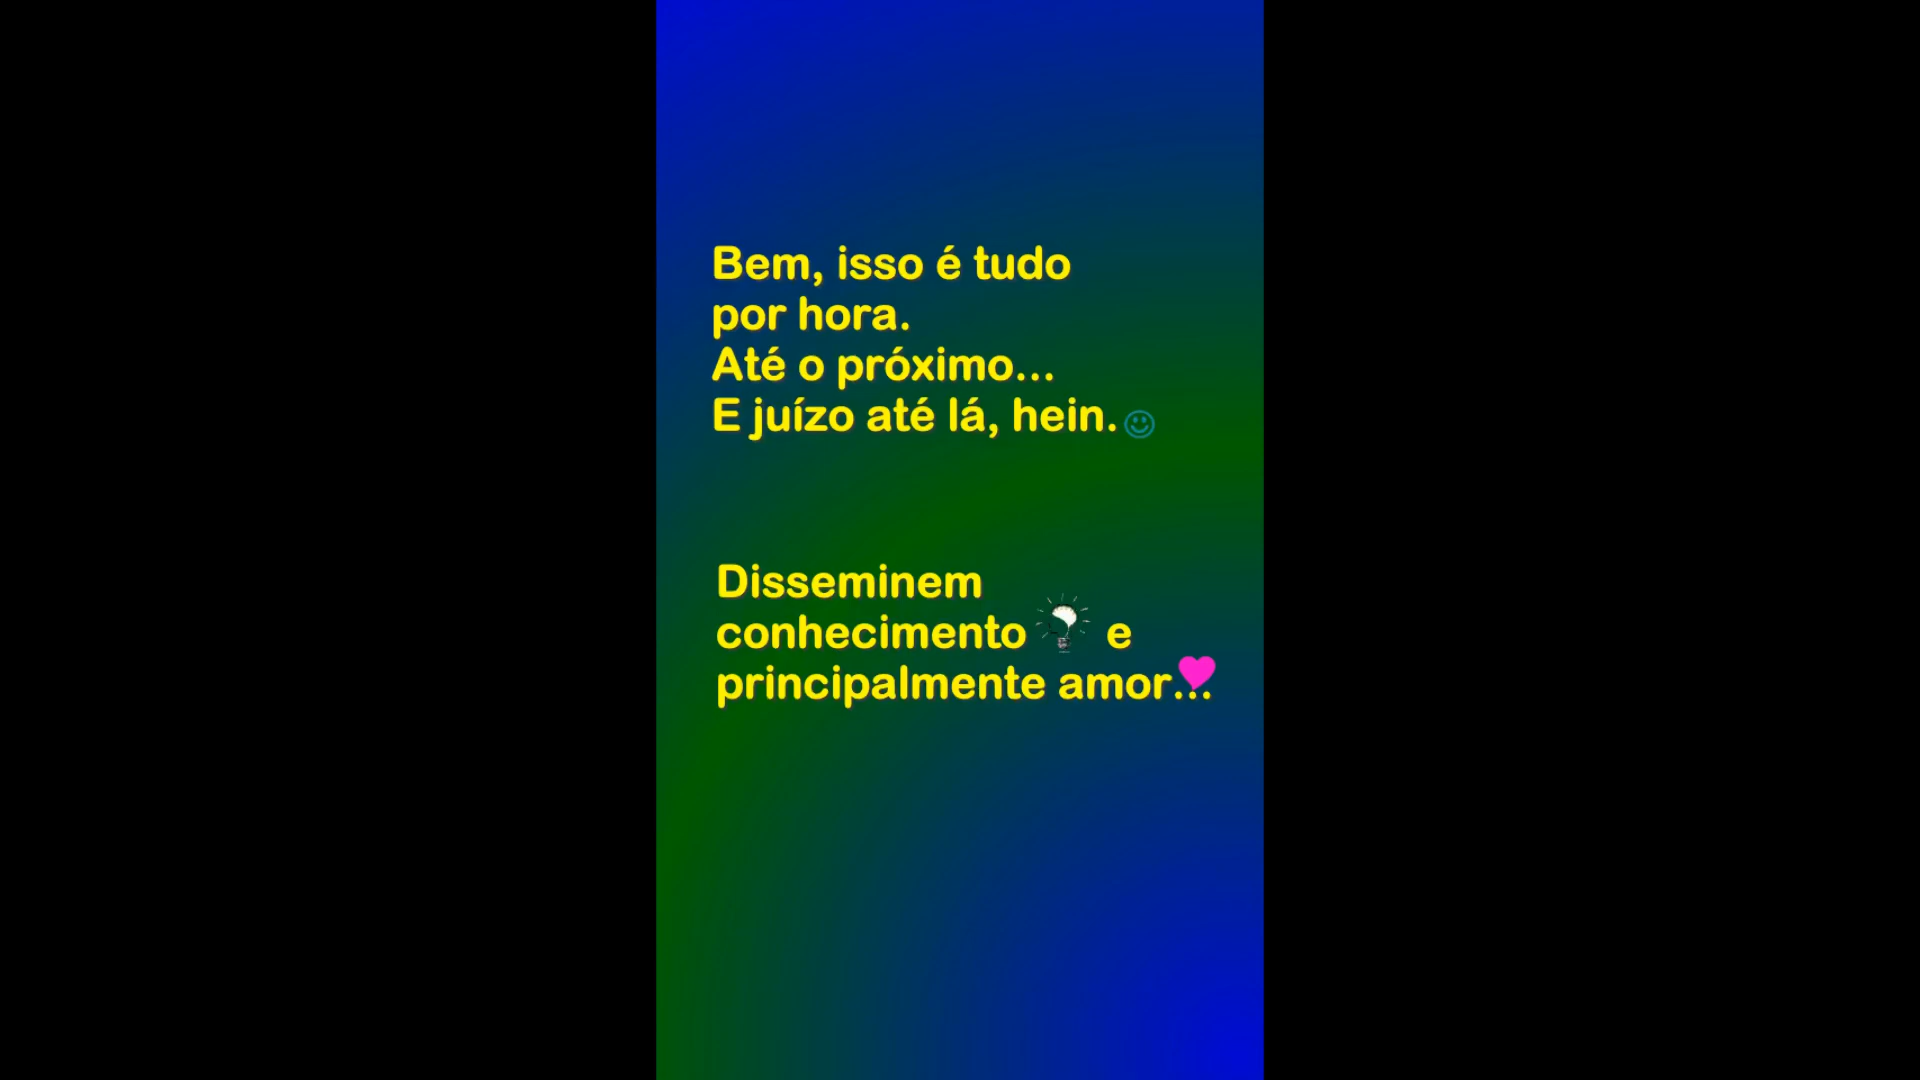 Bem, isso é tudo
por hora.
Até o próximo...
E juízo até lá, hein.
Disseminem
conhecimento e
principalmente amor...